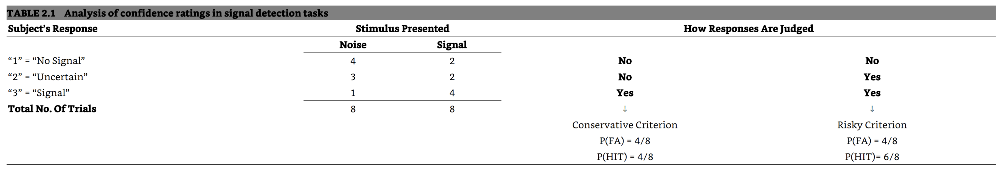 TABLE 2.1 Analysis of confidence ratings in signal detection tasks
Subject’s Response Stimulus Presented How Responses Are Judged
Noise Signal
“1” = “No Signal” 4 2 No No
“2” = “Uncertain” 3 2 No Yes
“3” = “Signal” 1 4 Yes Yes
Total No. Of Trials 8 8 ↓ ↓
Conservative Criterion Risky Criterion
P(FA) = 4/8 P(FA) = 4/8
P(HIT) = 4/8 P(HIT)= 6/8